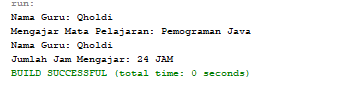 run:
Nama Guru: Qholdi
Mengajar Mata Pelajaran: Pemograman Java
Nama Guru: Qholdi
Jumlah Jam Mengajar: 24 JAM
BUILD SUCCESSFUL (total time: 0 seconds)